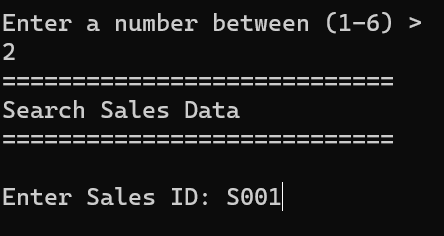 Enter a number between (1-6) >
2
============================
Search Sales Data
============================
Enter Sales ID: S001